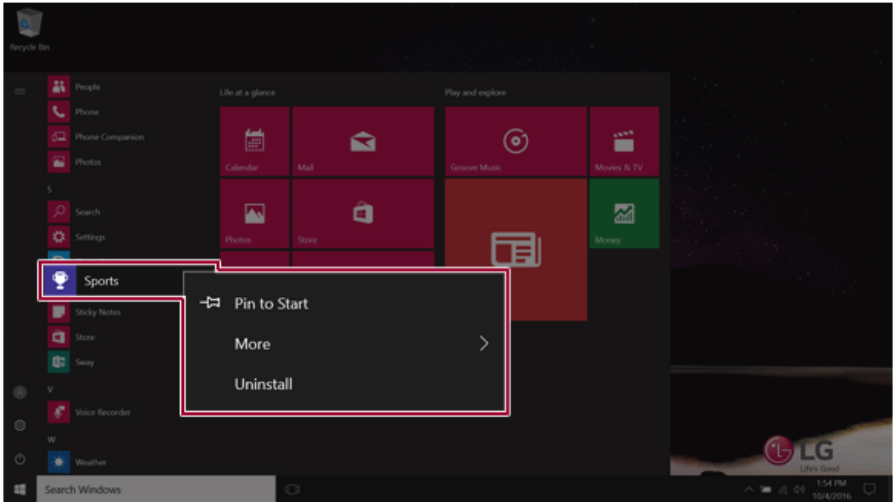 Recycle Bin
People
Phone
Phone Companion
Photos
S
Search
Settings
Sports
Sticky Notes
Store
Sway
V
Voice Recorder
W
Weather
Life at a glance
Calendar
Mail
Photos
Store
Play and explore
Groove Music
Movies & TV
Money
Pin to Start
More
Uninstall
LG
Life's Good
Search Windows
1:54 PM
10/4/2016